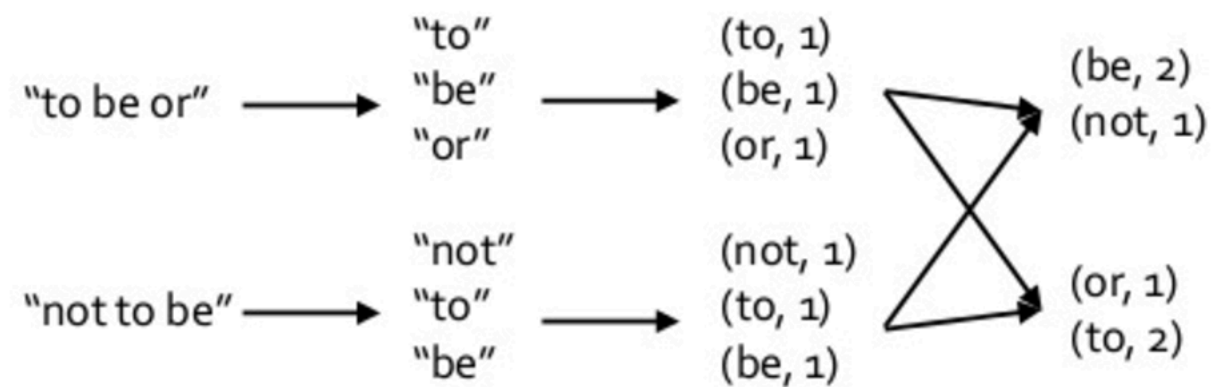 “to be or”
“to”
“be”
“or”
(to, 1)
(be, 1)
(or, 1)
(be, 2)
(not, 1)
“not to be”
“not”
“to”
“be”
(not, 1)
(to, 1)
(be, 1)
(or, 1)
(to, 2)